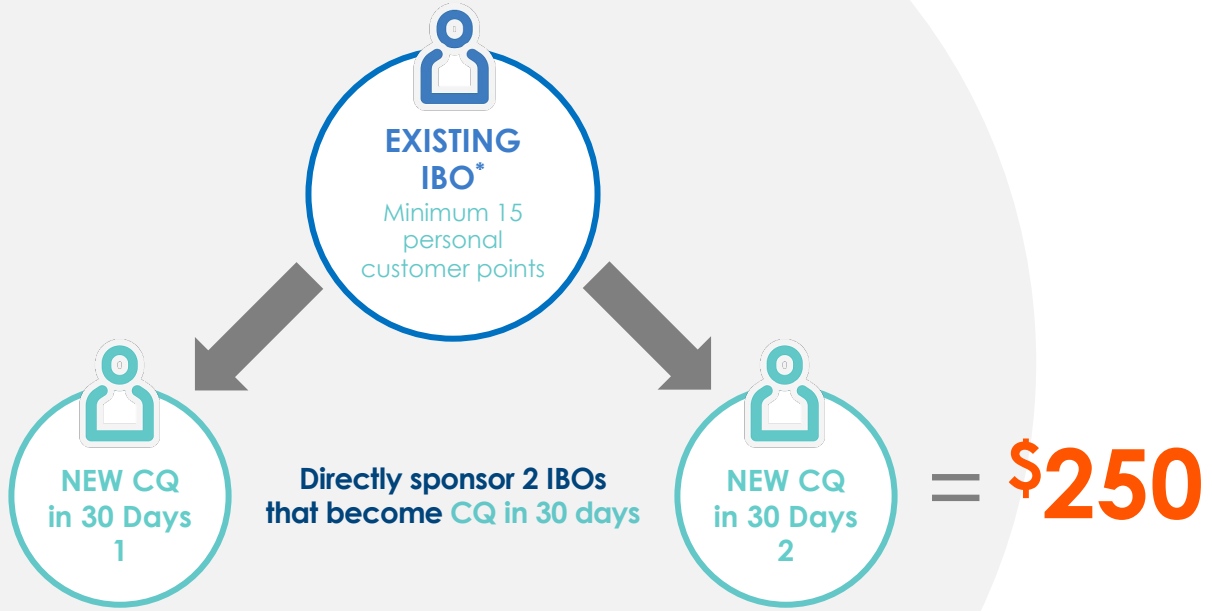 EXISTING
IBO*
Minimum 15
personal
customer points
NEW CQ
in 30 Days
1
Directly sponsor 2 IBOs
that become CQ in 30 days
NEW CQ
in 30 Days
2
= $250